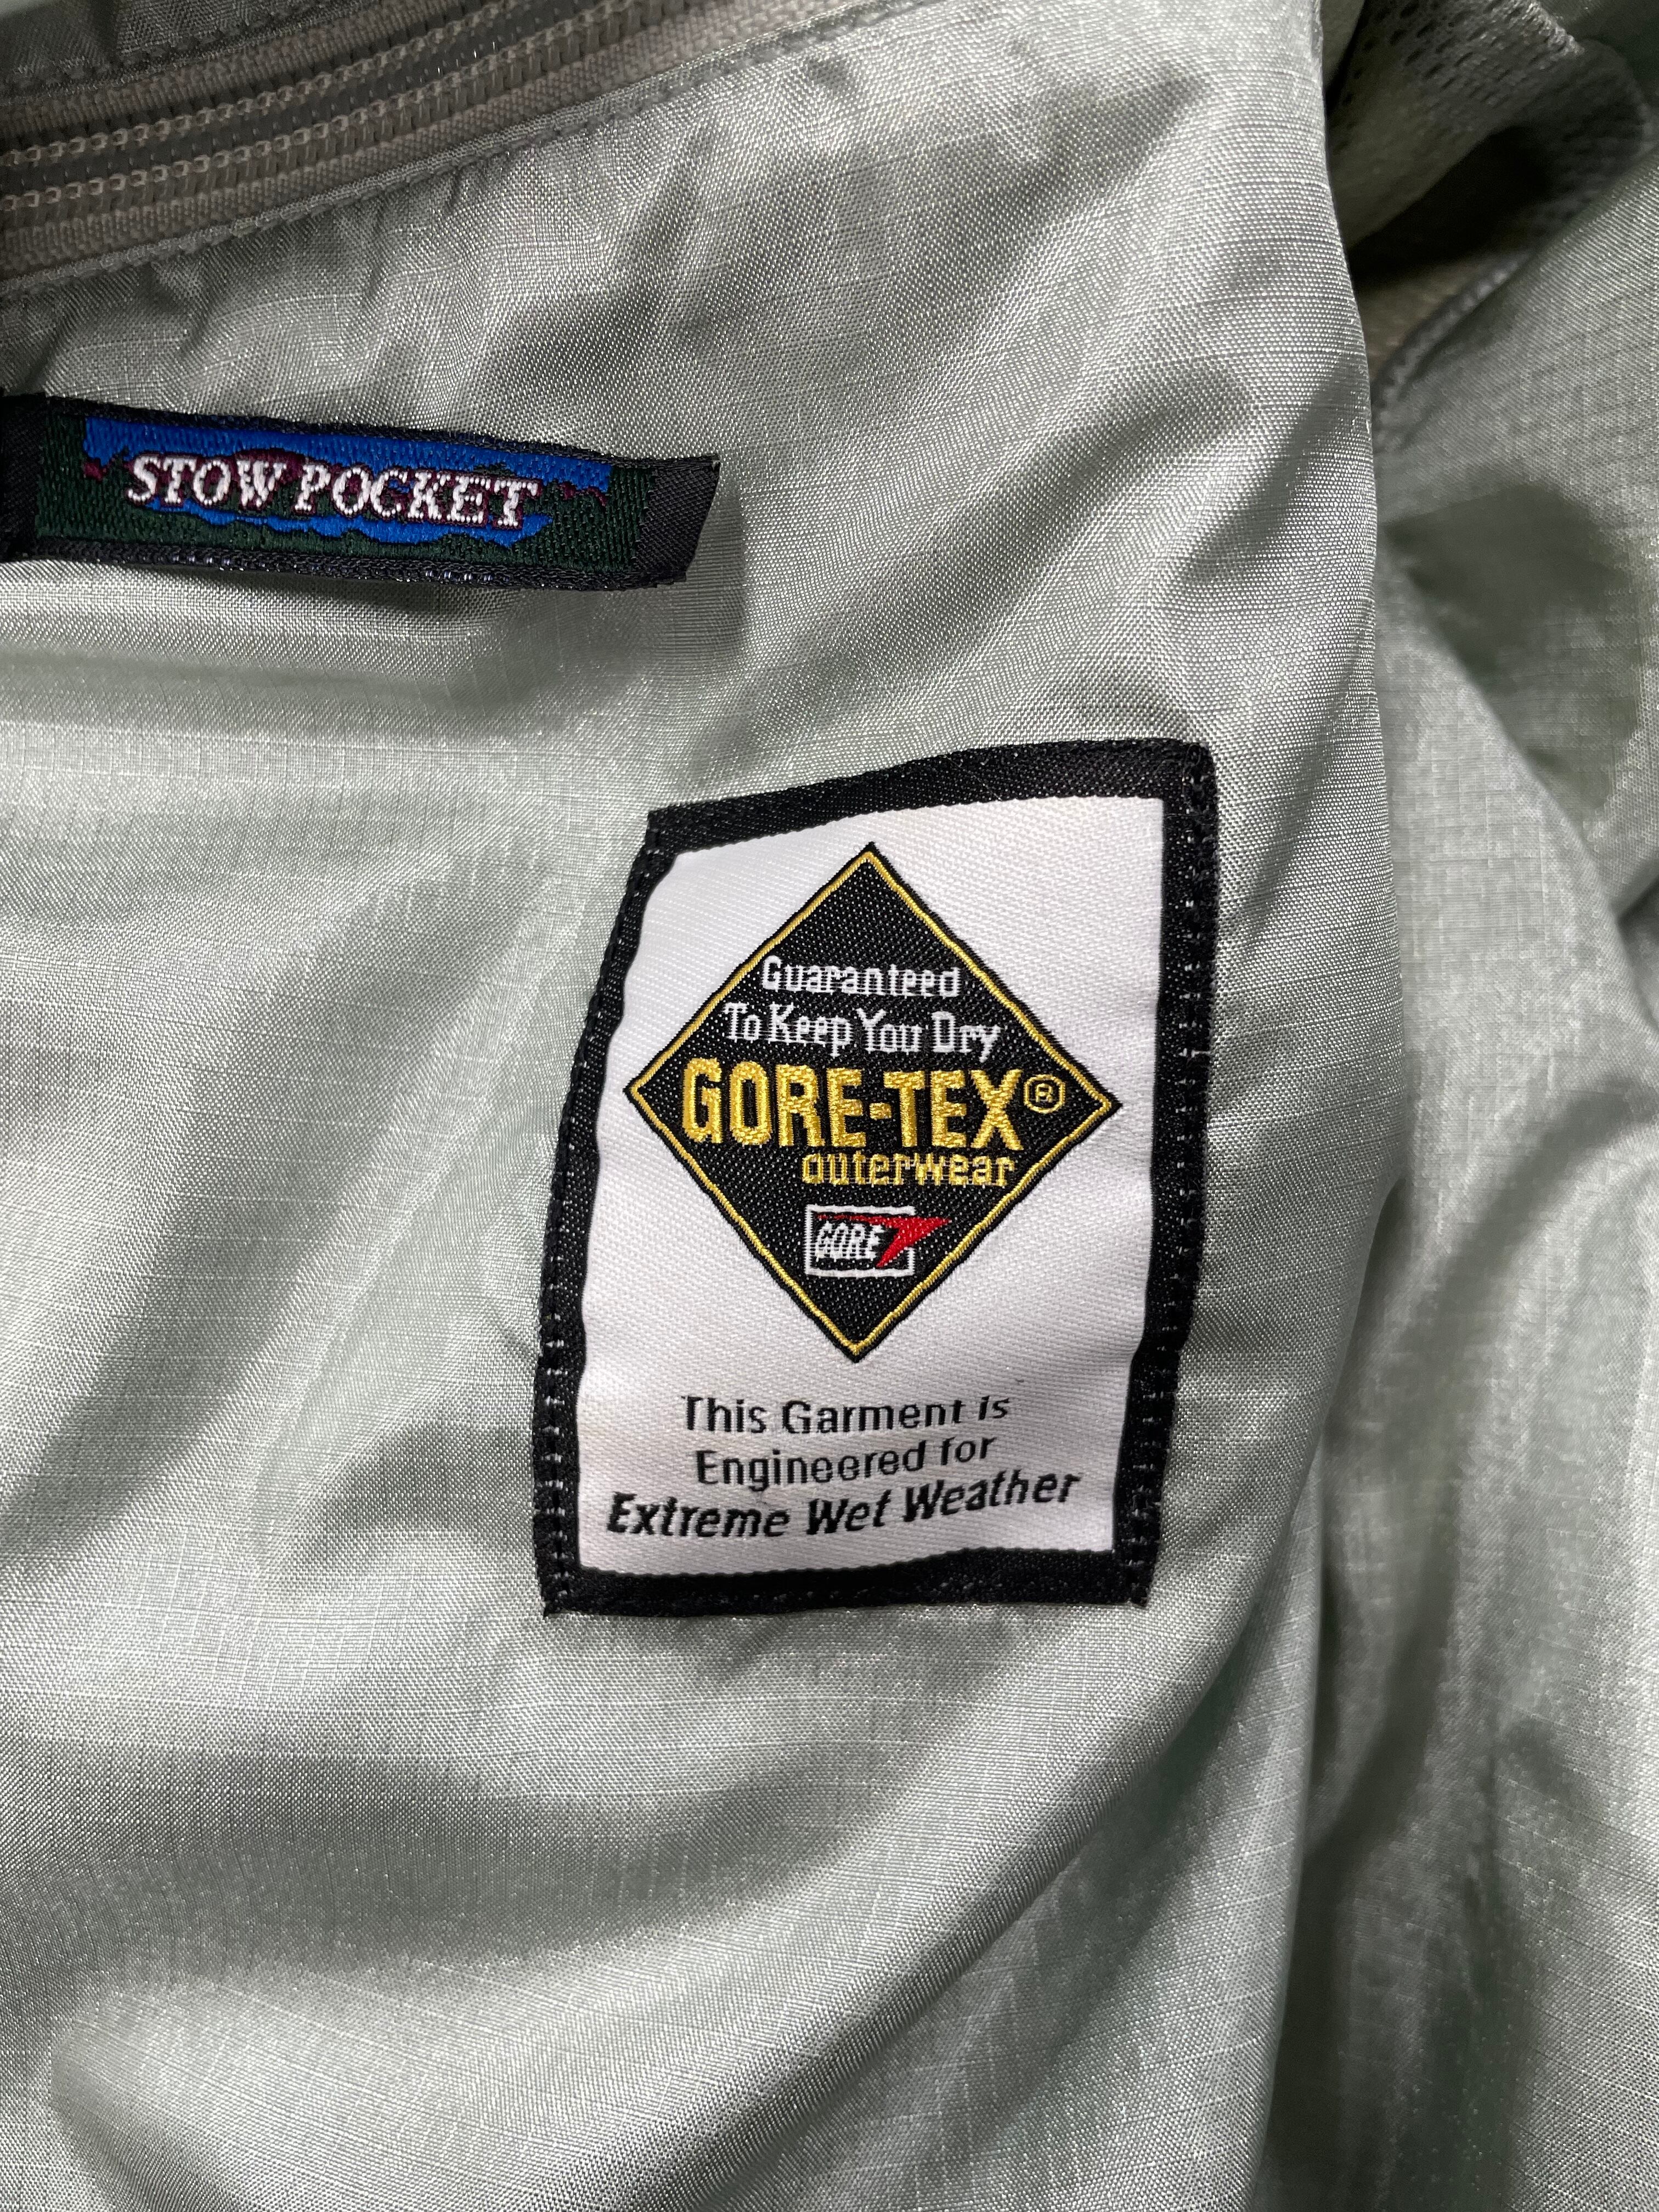 STOW POCKET
Guaranteed
To Keep You Dry
GORE-TEX®
outerwear
GORE
This Garment is
Engineered for
Extreme Wet Weather